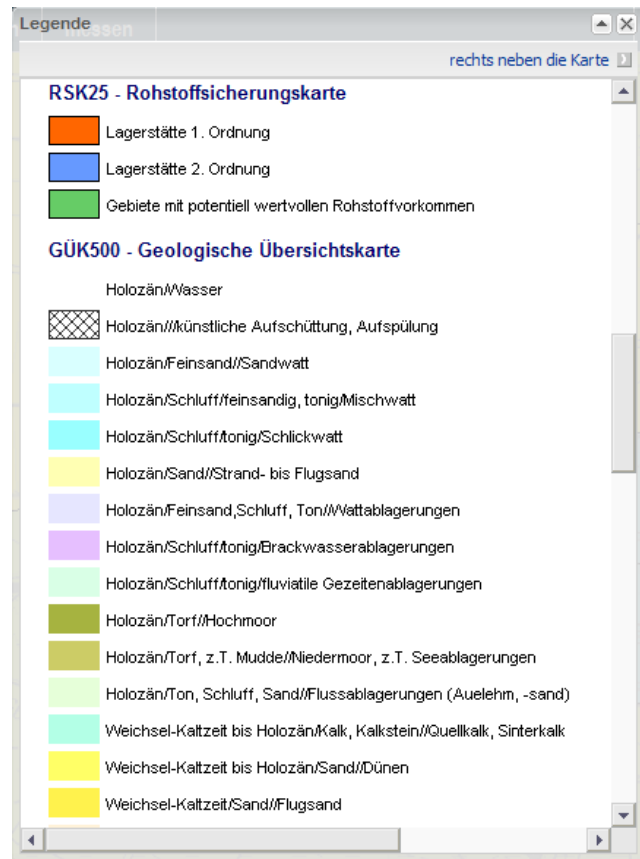 Legende
messen
rechts neben die Karte
RSK25 - Rohstoffsicherungskarte
Lagerstätte 1. Ordnung
Lagerstätte 2. Ordnung
Gebiete mit potentiell wertvollen Rohstoffvorkommen
GÜK500 - Geologische Übersichtskarte
Holozän/Wasser
Holozän///künstliche Aufschüttung, Aufspülung
Holozän/Feinsand//Sandwatt
Holozän/Schluff/feinsandig, tonig/Mischwatt
Holozän/Schluff/tonig/Schlickwatt
Holozän/Sand//Strand- bis Flugsand
Holozän/Feinsand,Schluff, Ton//Wattablagerungen
Holozän/Schluff/tonig/Brackwasserablagerungen
Holozän/Schluff/tonig/fluviatile Gezeitenablagerungen
Holozän/Torf//Hochmoor
Holozän/Torf, z.T. Mudde//Niedermoor, z.T. Seeablagerungen
Holozän/Ton, Schluff, Sand//Flussablagerungen (Auelehm, -sand)
Weichsel-Kaltzeit bis Holozän/Kalk, Kalkstein//Quellkalk, Sinterkalk
Weichsel-Kaltzeit bis Holozän/Sand//Dünen
Weichsel-Kaltzeit/Sand//Flugsand